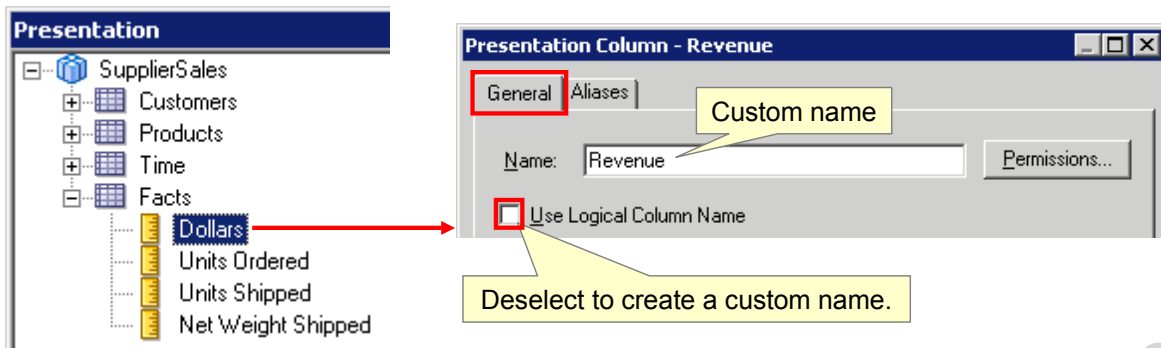 Presentation
SupplierSales
Customers
Products
Time
Facts
Dollars
Units Ordered
Units Shipped
Net Weight Shipped
Presentation Column - Revenue
General
Aliases
Custom name
Name:
Revenue
Permissions...
Use Logical Column Name
Deselect to create a custom name.